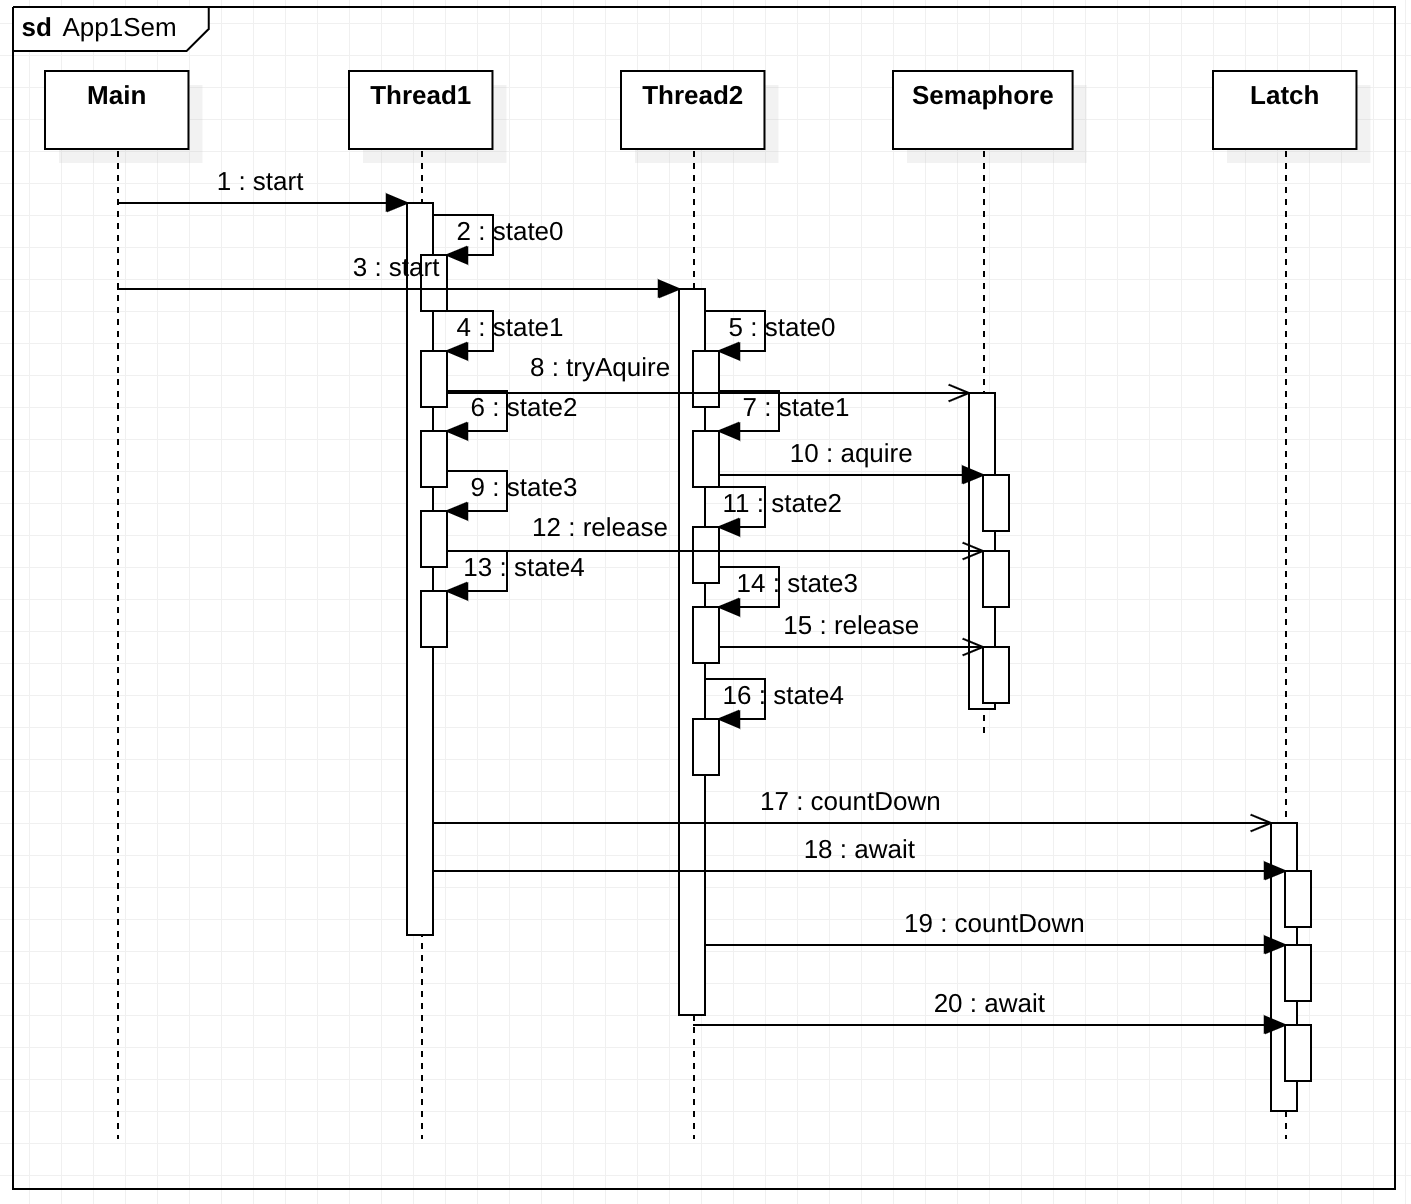 sd App1Sem
Main
Thread1
Thread2
Semaphore
Latch
1 : start
2 : state0
3 : start
4 : state1
5 : state0
8 : tryAquire
6 : state2
7 : state1
10 : aquire
9 : state3
11 : state2
12 : release
13 : state4
14 : state3
15 : release
16 : state4
17 : countDown
18 : await
19 : countDown
20 : await